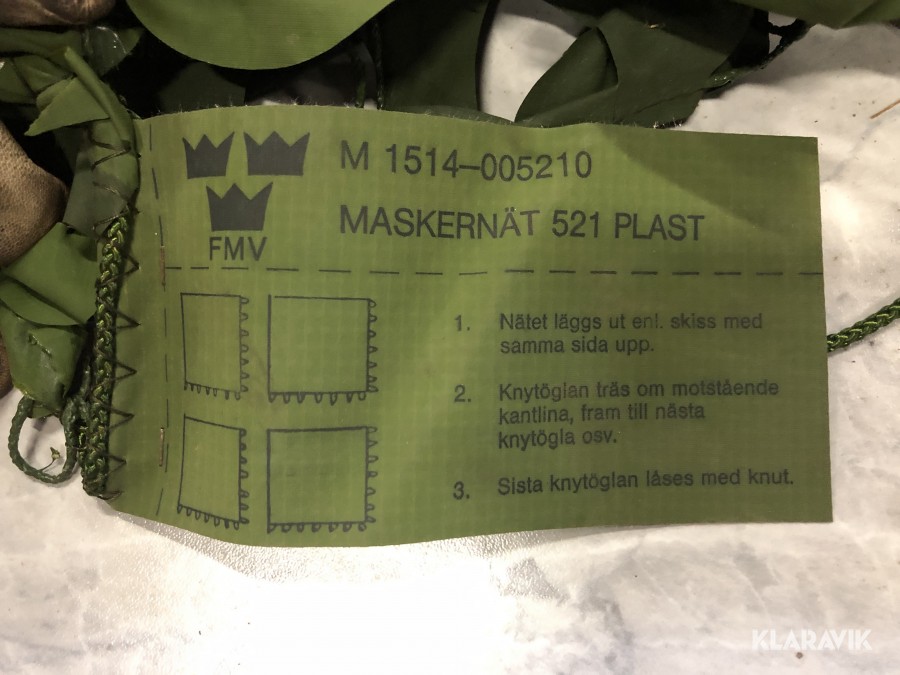 M 1514–005210
MASKERNÄT 521 PLAST
FMV
1. Nätet läggs ut enl. skiss med
samma sida upp.
2. Knytöglan träs om motstående
kantlina, fram till nästa
knytögla osv.
3. Sista knytöglan låses med knut.
KLARAVIK